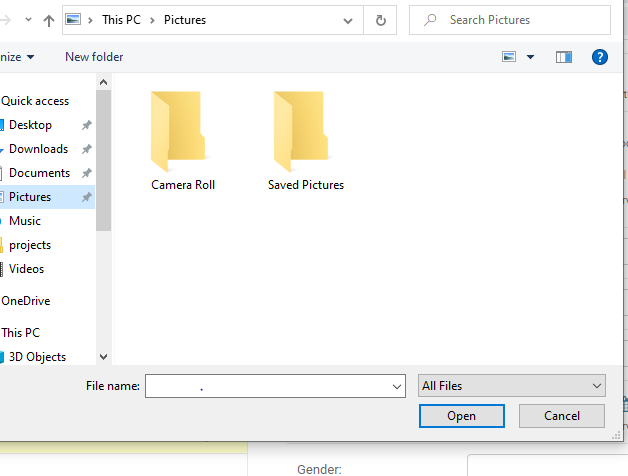 This PC > Pictures
Search Pictures
nize
New folder
Quick access
Desktop
Downloads
Documents
Pictures
Music
projects
Videos
OneDrive
This PC
3D Objects
Camera Roll
Saved Pictures
File name:
.
All Files
Open
Cancel
Gender: